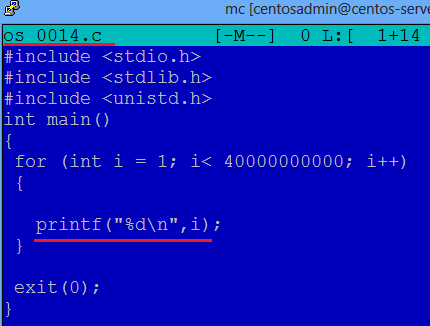 mc [centosadmin@centos-serve
os_0014.c [-M--] 0 L:[ 1+14
#include <stdio.h>
#include <stdlib.h>
#include <unistd.h>
int main()
{
for (int i = 1; i< 40000000000; i++)
{
printf("%d\n",i);
}
exit(0);
}